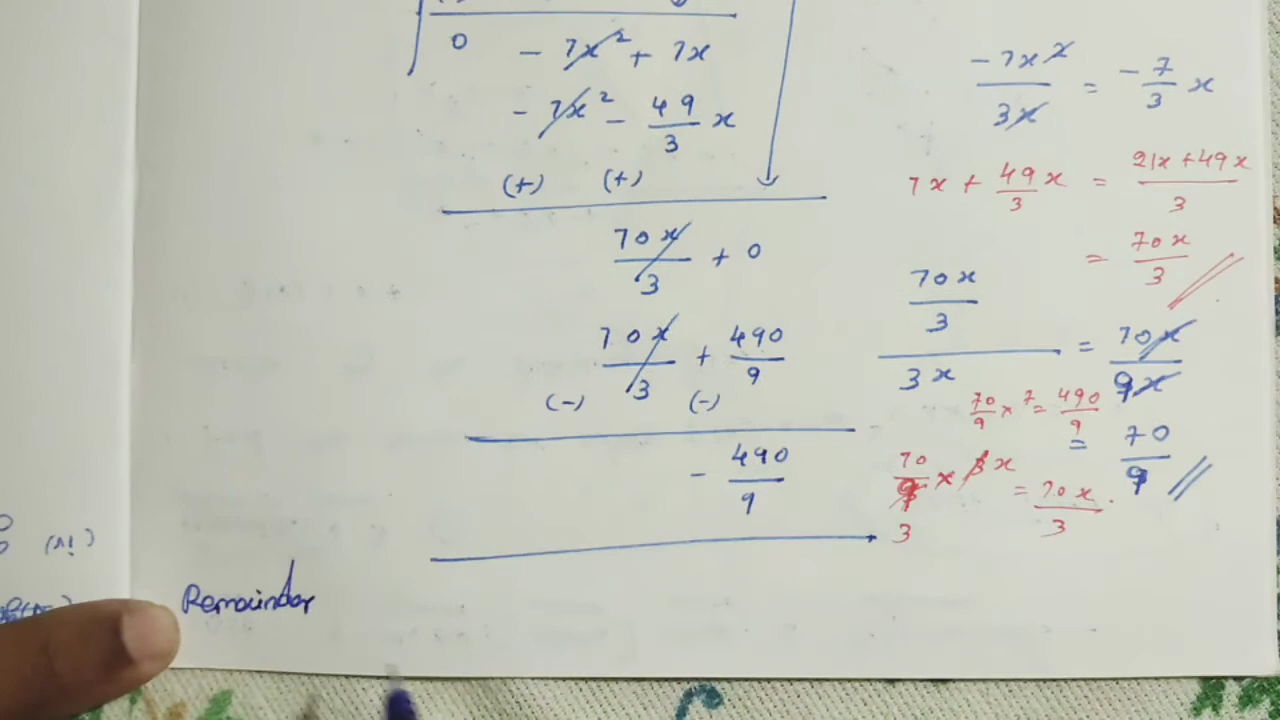 0 - 7x² + 7x
- 7x² - 49/3 x
(+) (+)
70x/3 + 0
70x/3 + 490/9
(-) (-)
- 490/9
Remainder
-7x²/3x = -7/3 x
7x + 49/3 x = 21x+49x/3
= 70x/3
70x/3 / 3x = 70x/9x
70/9 x 7 = 490/9
= 70/9
70/9 x 3x = 70x/3 .
3